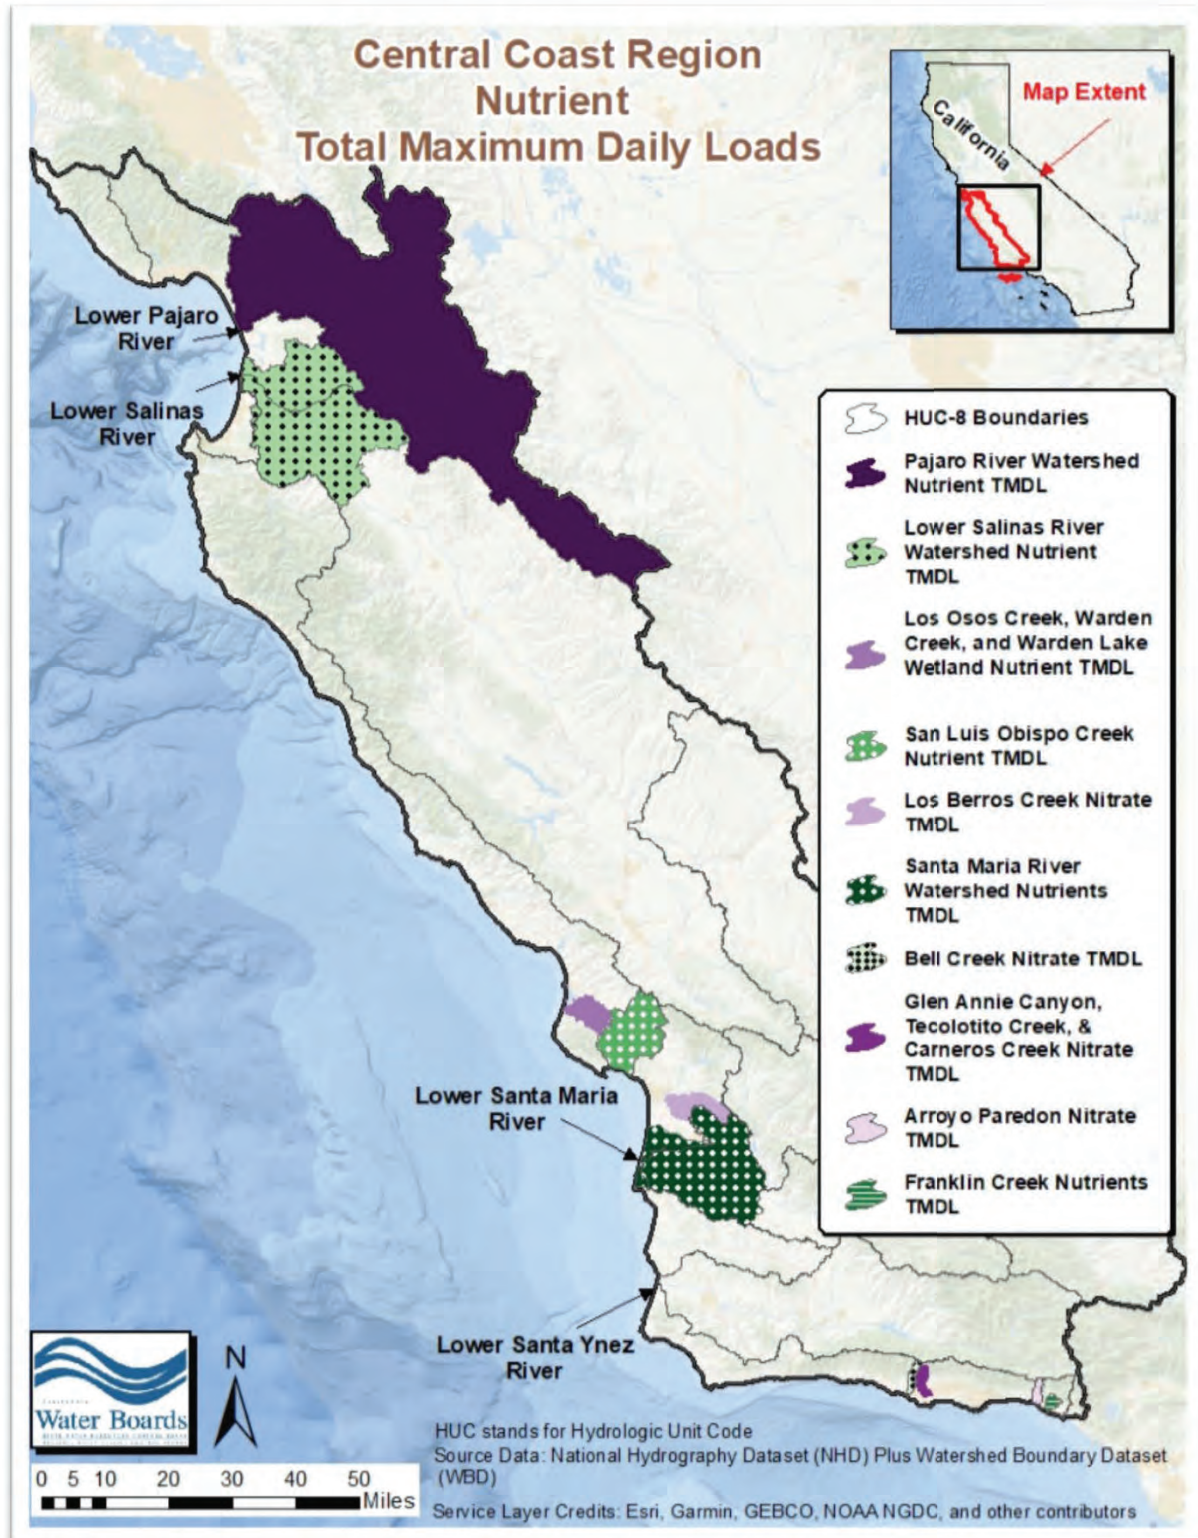 Central Coast Region
Nutrient
Total Maximum Daily Loads
Map Extent
California
Lower Pajaro
River
Lower Salinas
River
HUC-8 Boundaries
Pajaro River Watershed
Nutrient TMDL
Lower Salinas River
Watershed Nutrient
TMDL
Los Osos Creek, Warden
Creek, and Warden Lake
Wetland Nutrient TMDL
San Luis Obispo Creek
Nutrient TMDL
Los Berros Creek Nitrate
TMDL
Santa Maria River
Watershed Nutrients
TMDL
Bell Creek Nitrate TMDL
Glen Annie Canyon,
Tecolotito Creek, &
Carneros Creek Nitrate
TMDL
Arroyo Paredon Nitrate
TMDL
Franklin Creek Nutrients
TMDL
Lower Santa Maria
River
Lower Santa Ynez
River
N
Water Boards
0 5 10 20 30 40 50
Miles
HUC stands for Hydrologic Unit Code
Source Data: National Hydrography Dataset (NHD) Plus Watershed Boundary Dataset
(WBD)
Service Layer Credits: Esri, Garmin, GEBCO, NOAA NGDC, and other contributors